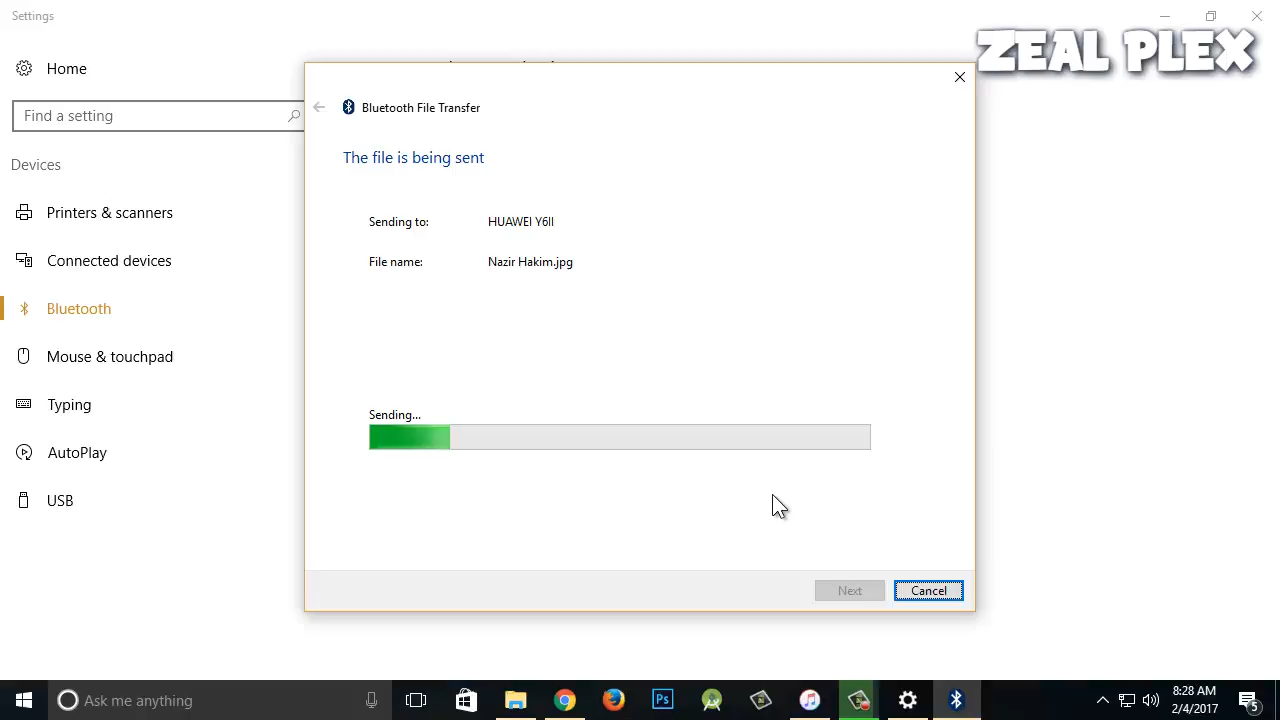 Settings
ZEAL PLEX
Home
Find a setting
Devices
Printers & scanners
Connected devices
Bluetooth
Mouse & touchpad
Typing
AutoPlay
USB
Bluetooth File Transfer
The file is being sent
Sending to: HUAWEI Y6II
File name: Nazir Hakim.jpg
Sending...
Next Cancel
Ask me anything
Ps
8:28 AM
2/4/2017
5